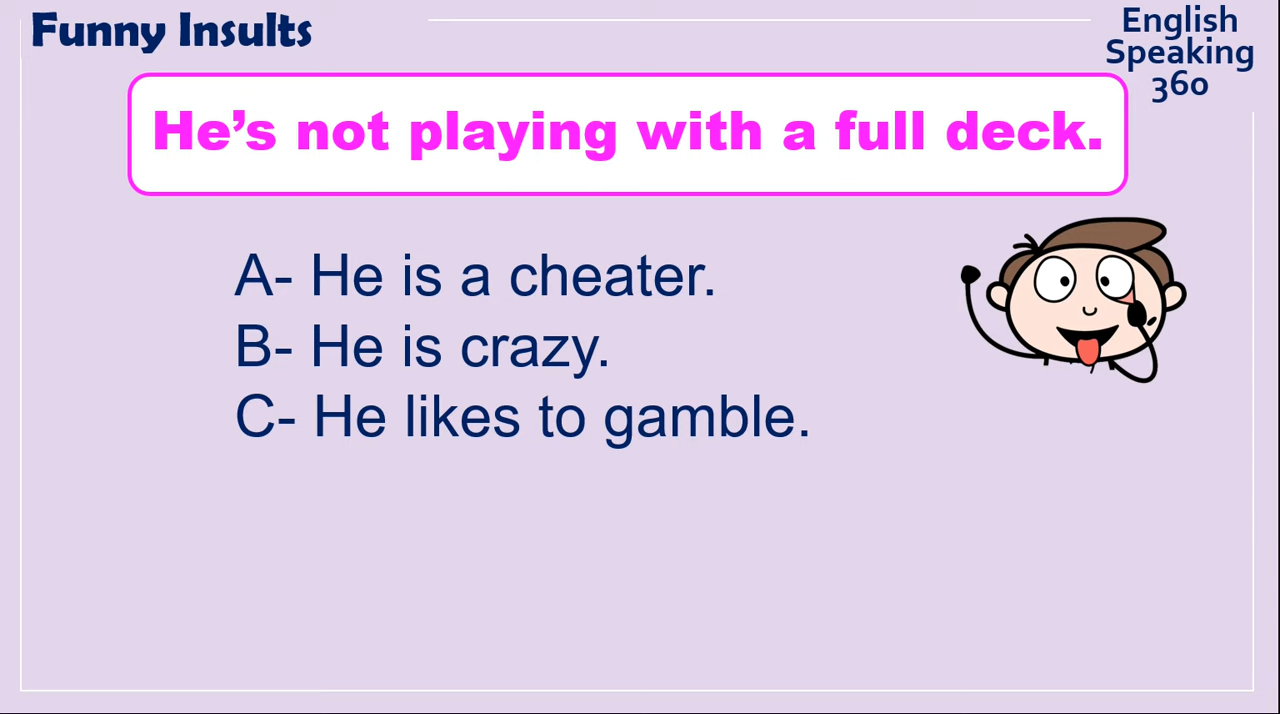 Funny Insults
English
Speaking
360
He’s not playing with a full deck.
A- He is a cheater.
B- He is crazy.
C- He likes to gamble.